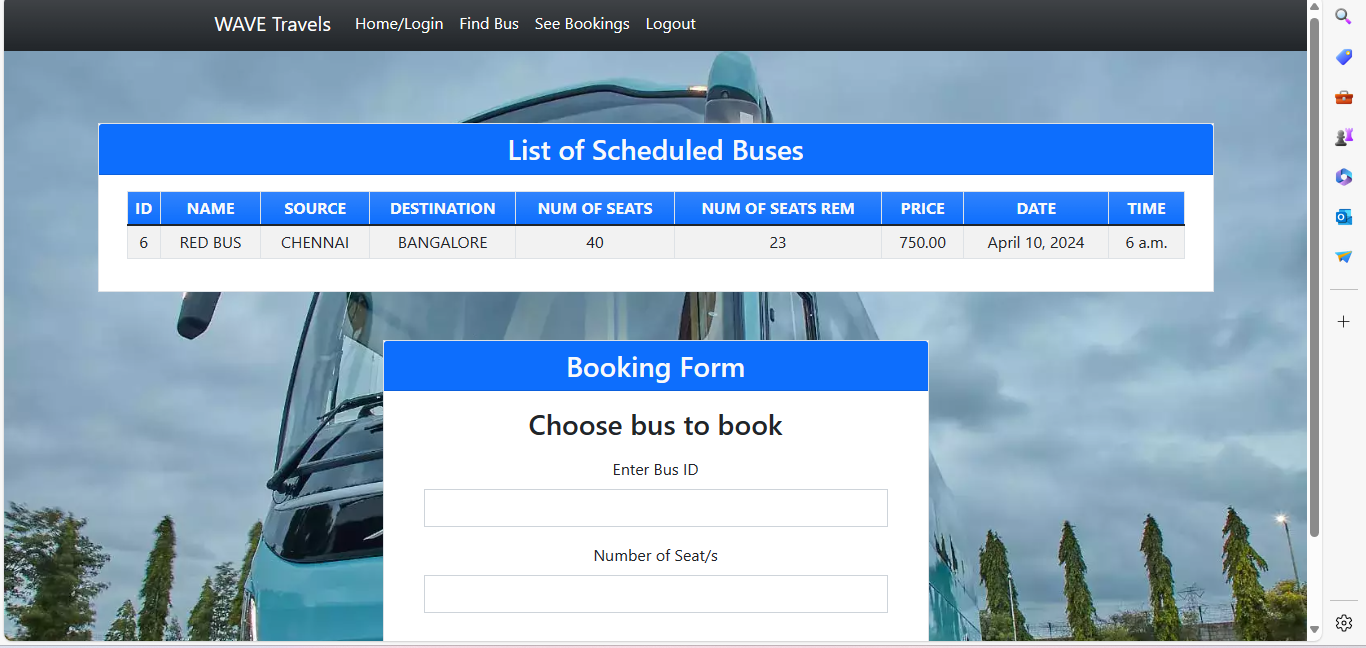 WAVE Travels Home/Login Find Bus See Bookings Logout
List of Scheduled Buses
ID NAME SOURCE DESTINATION NUM OF SEATS NUM OF SEATS REM PRICE DATE TIME
6 RED BUS CHENNAI BANGALORE 40 23 750.00 April 10, 2024 6 a.m.
Booking Form
Choose bus to book
Enter Bus ID
Number of Seat/s